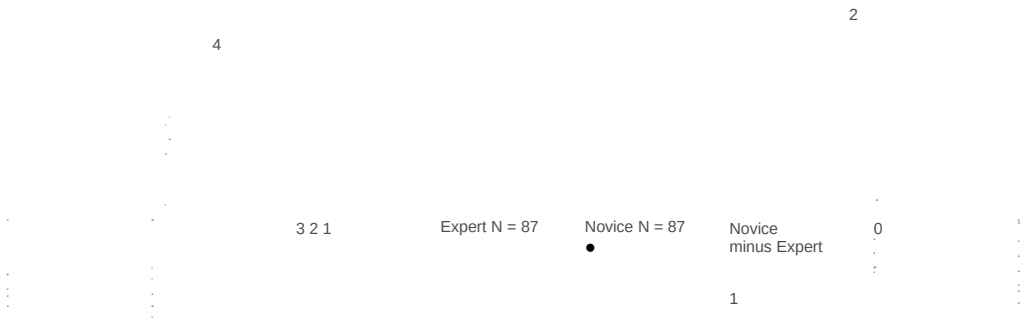 2
4
3 2 1
Expert N = 87
Novice N = 87
●
Novice
minus Expert
0
1